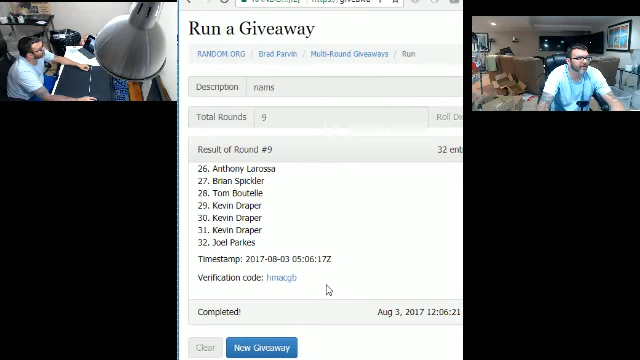 Run a Giveaway
RANDOM.ORG / Brad Parvin / Multi-Round Giveaways / Run
Description nams
Total Rounds 9 Roll Di
Result of Round #9 32 ent
26. Anthony Larossa
27. Brian Spickler
28. Tom Boutelle
29. Kevin Draper
30. Kevin Draper
31. Kevin Draper
32. Joel Parkes
Timestamp: 2017-08-03 05:06:17Z
Verification code: hmacgb
Completed! Aug 3, 2017 12:06:21
Clear New Giveaway